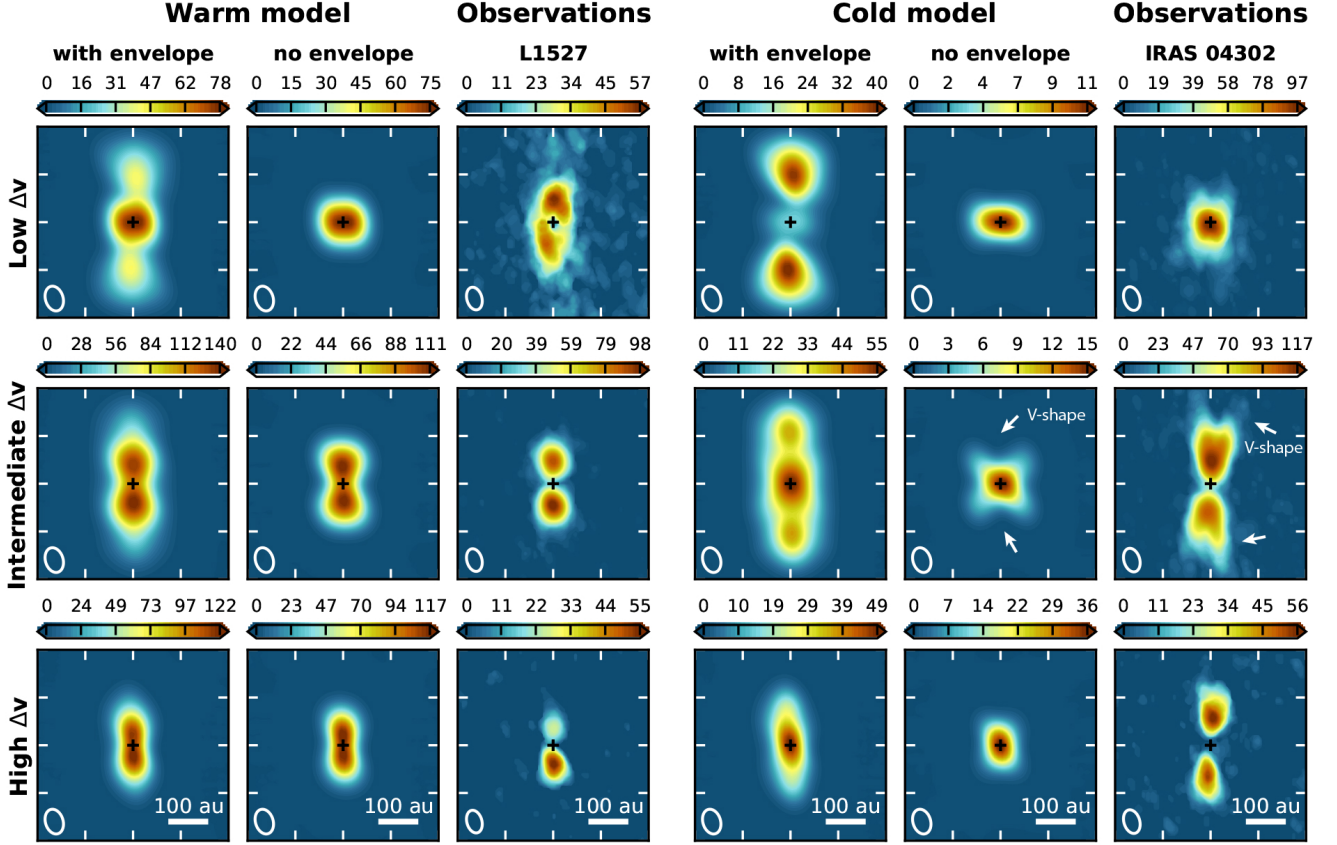 Warm model Observations Cold model Observations
with envelope no envelope L1527 with envelope no envelope IRAS 04302
0 16 31 47 62 78 0 15 30 45 60 75 0 11 23 34 45 57 0 8 16 24 32 40 0 2 4 7 9 11 0 19 39 58 78 97
Low Δv
0 28 56 84 112 140 0 22 44 66 88 111 0 20 39 59 79 98 0 11 22 33 44 55 0 3 6 9 12 15 0 23 47 70 93 117
Intermediate Δv
V-shape
V-shape
0 24 49 73 97 122 0 23 47 70 94 117 0 11 22 33 44 55 0 10 19 29 39 49 0 7 14 22 29 36 0 11 23 34 45 56
High Δv
100 au 100 au 100 au 100 au 100 au 100 au